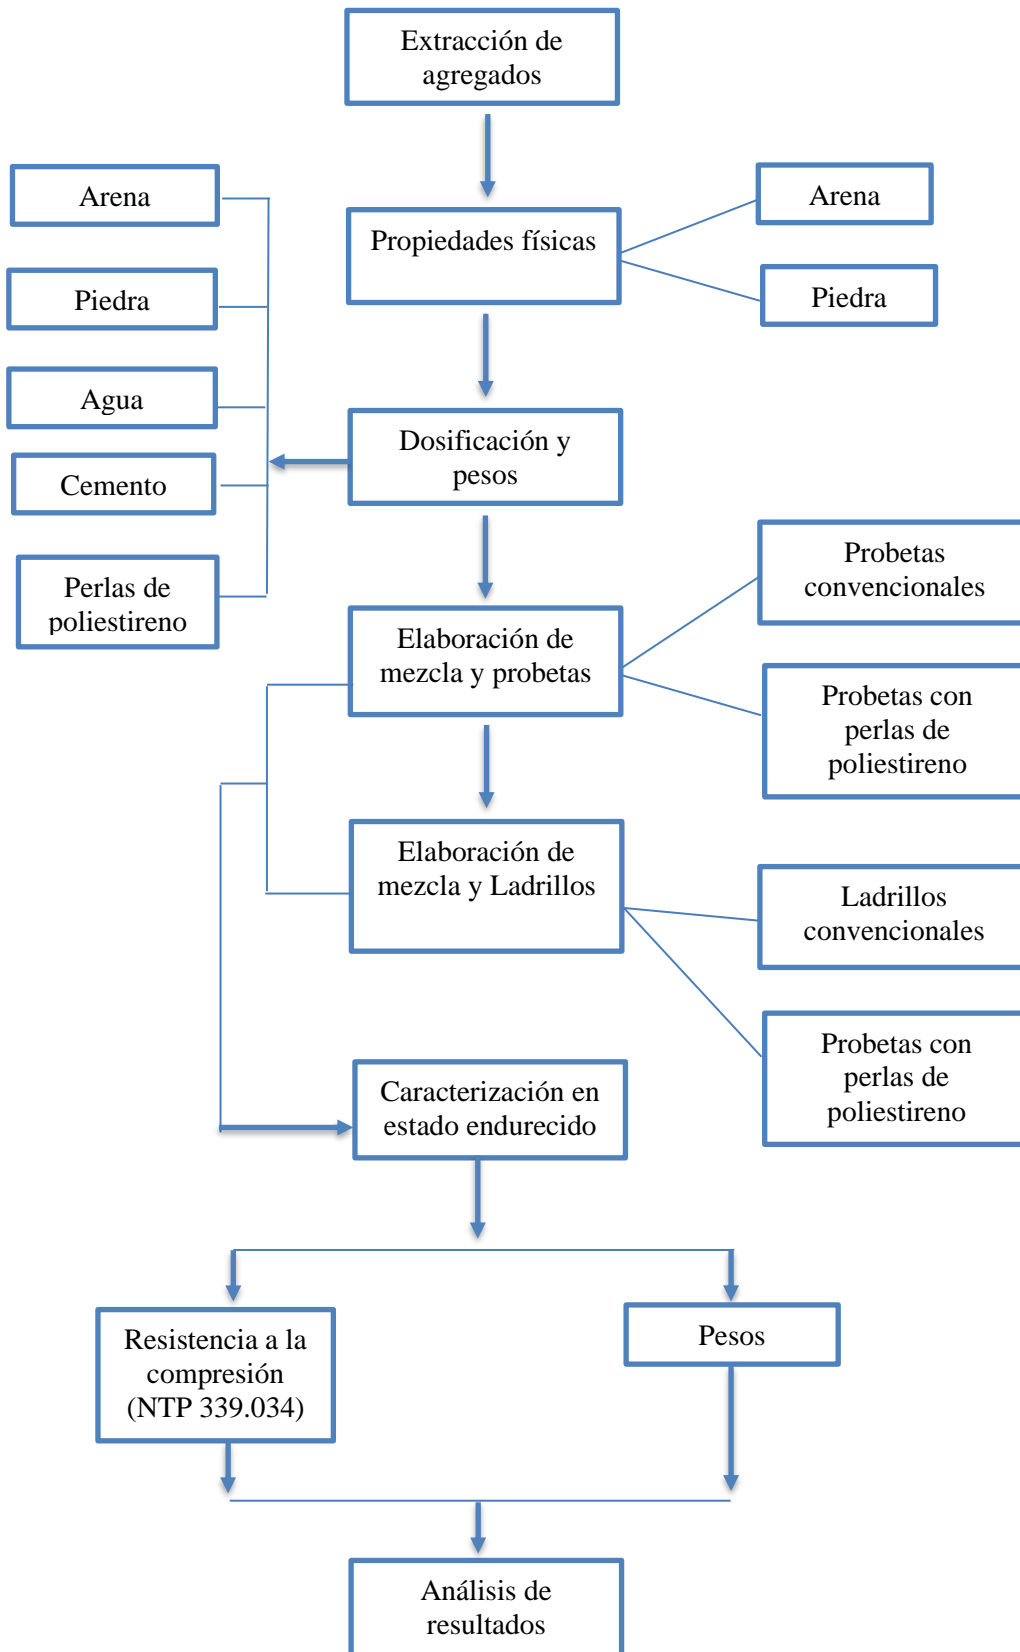 Extracción de
agregados
Arena
Propiedades físicas
Arena
Piedra
Piedra
Agua
Dosificación y
pesos
Cemento
Perlas de
poliestireno
Probetas
convencionales
Elaboración de
mezcla y probetas
Probetas con
perlas de
poliestireno
Elaboración de
mezcla y Ladrillos
Ladrillos
convencionales
Probetas con
perlas de
poliestireno
Caracterización en
estado endurecido
Resistencia a la
compresión
(NTP 339.034)
Pesos
Análisis de
resultados